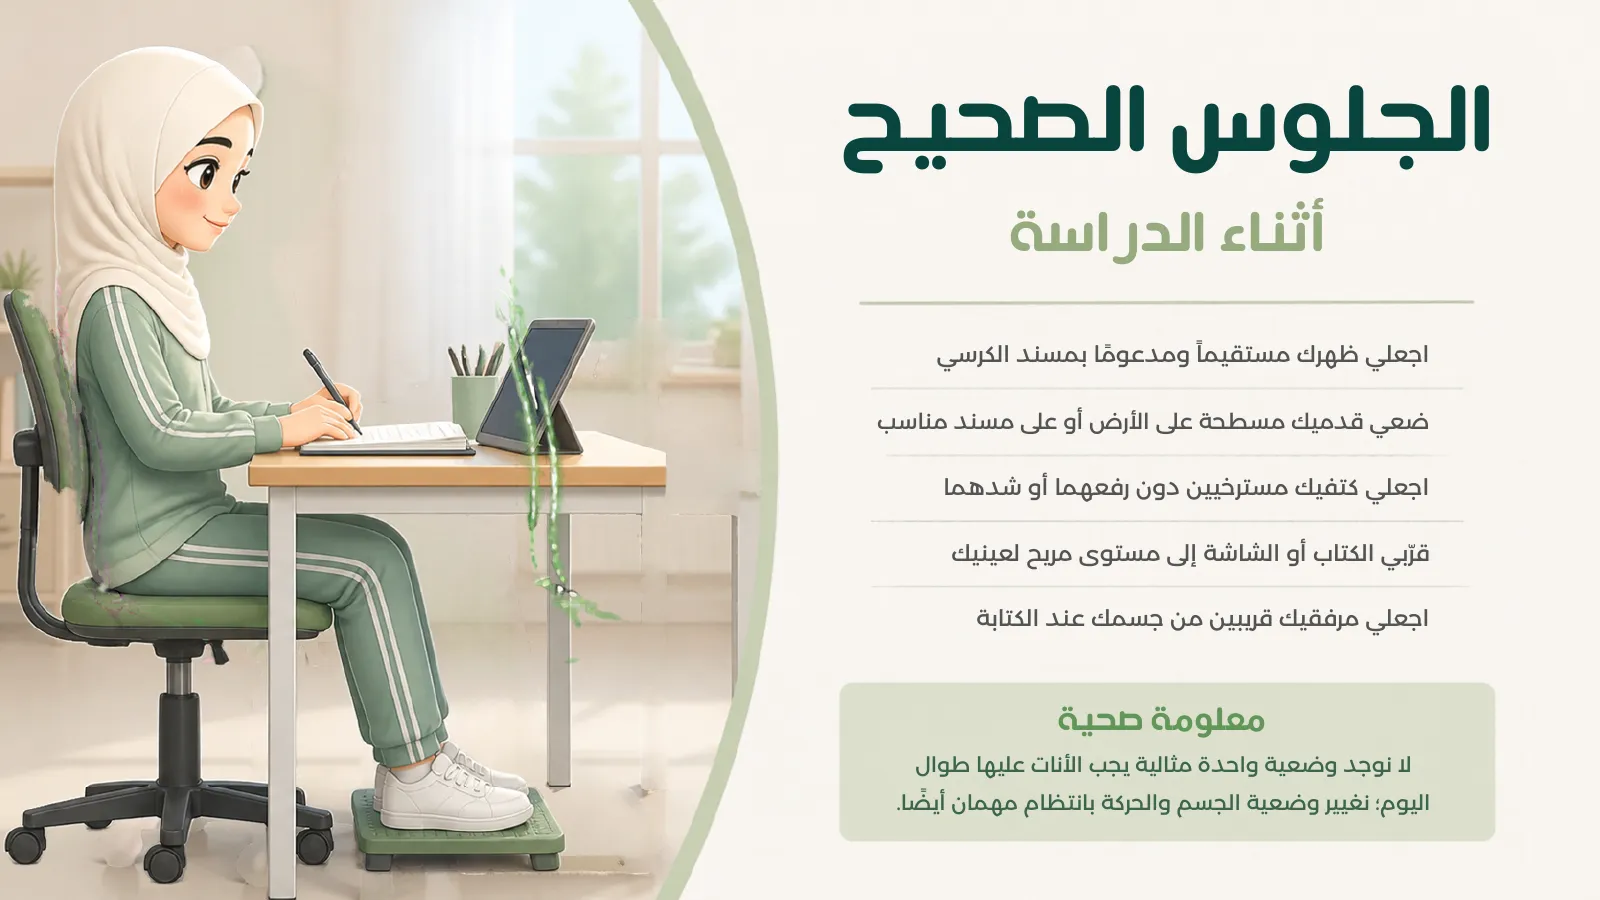 الجلوس الصحيح
أثناء الدراسة
اجعلي ظهرك مستقيماً ومدعومًا بمسند الكرسي
ضعي قدميك مسطحة على الأرض أو على مسند مناسب
اجعلي كتفيك مسترخيين دون رفعهما أو شدهما
قرّبي الكتاب أو الشاشة إلى مستوى مريح لعينيك
اجعلي مرفقيك قريبين من جسمك عند الكتابة
معلومة صحية
لا نوجد وضعية واحدة مثالية يجب الأنات عليها طوال
اليوم؛ نغيير وضعية الجسم والحركة بانتظام مهمان أيضًا.